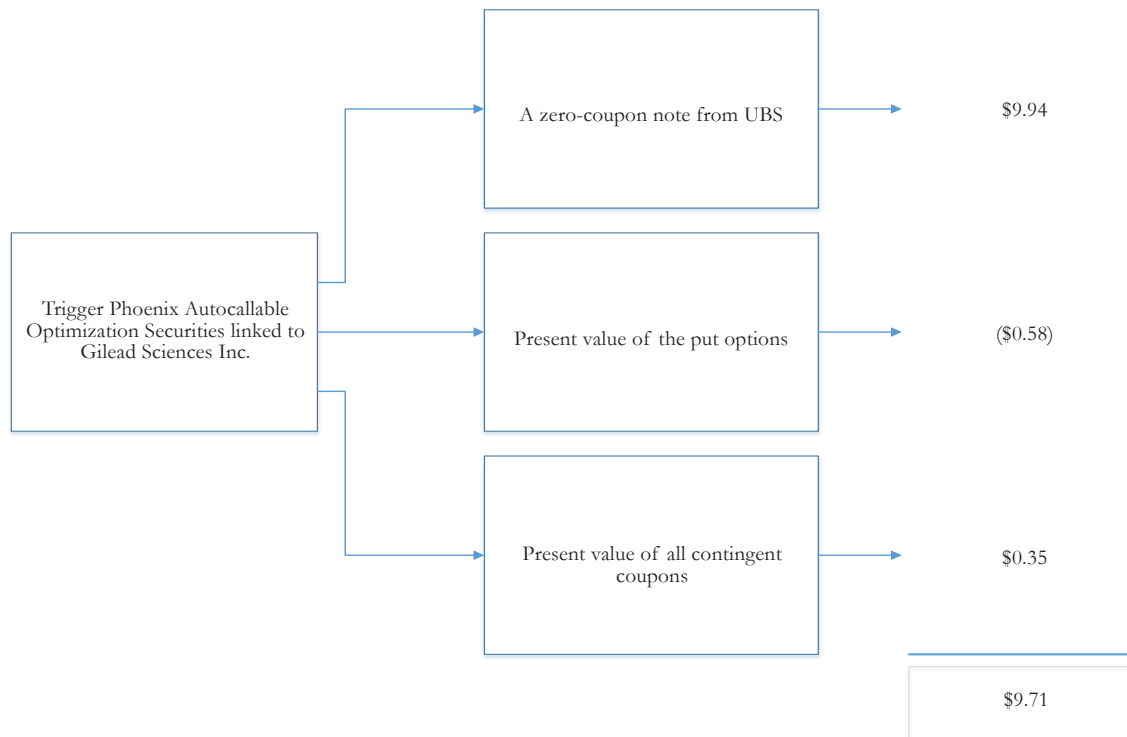 A zero-coupon note from UBS
$9.94
Trigger Phoenix Autocallable
Optimization Securities linked to
Gilead Sciences Inc.
Present value of the put options
($0.58)
Present value of all contingent
coupons
$0.35
$9.71